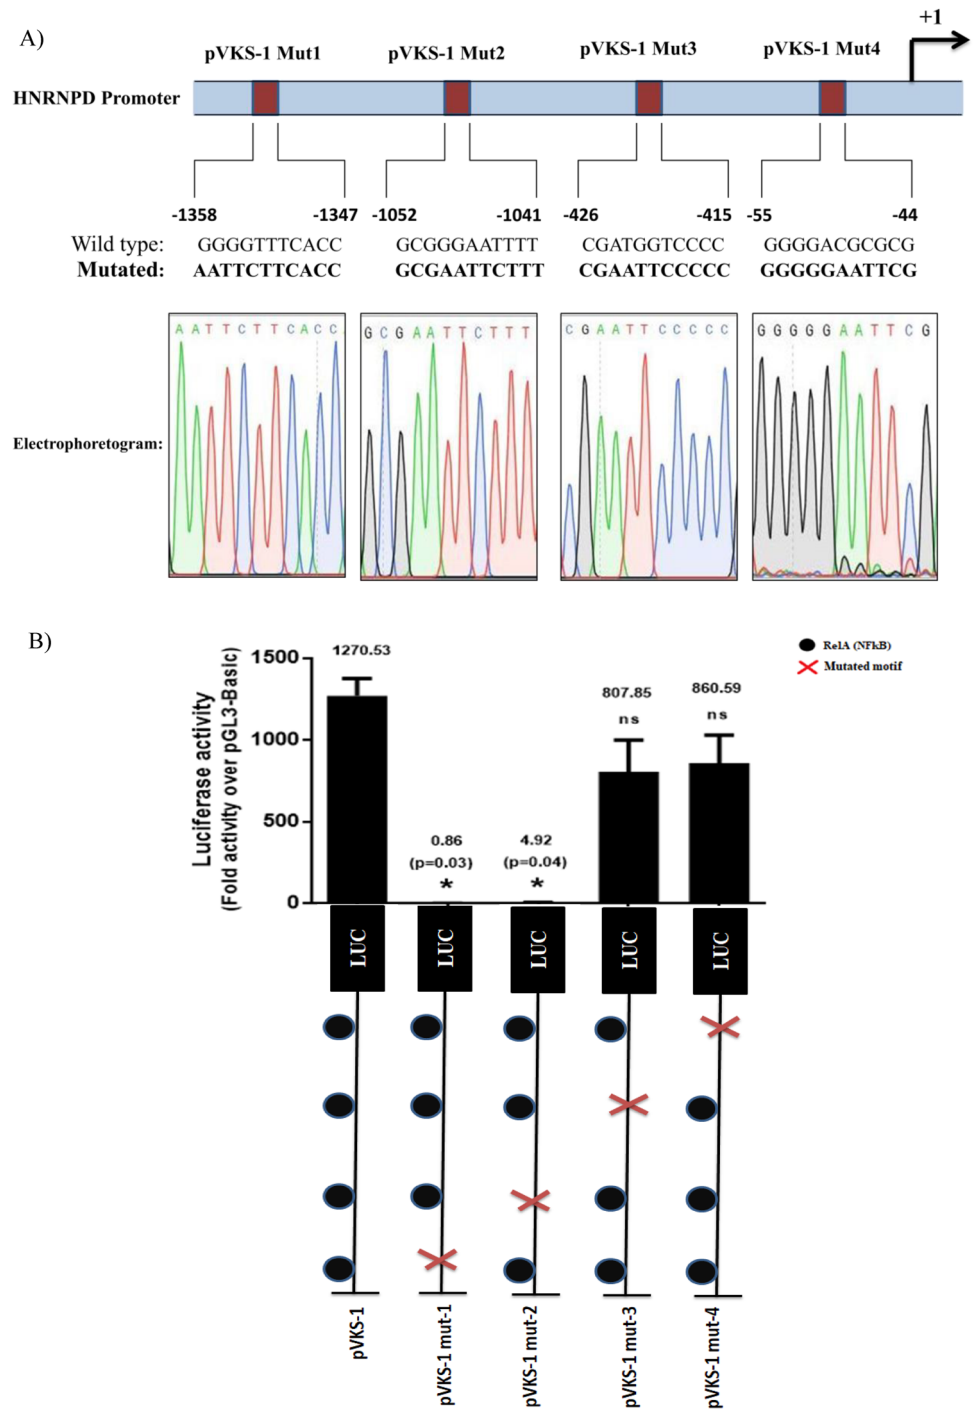 A)
+1
pVKS-1 Mut1 pVKS-1 Mut2 pVKS-1 Mut3 pVKS-1 Mut4
HNRNPD Promoter
-1358 -1347 -1052 -1041 -426 -415 -55 -44
Wild type: GGGGTTTCACC GCGGGAATTTT CGATGGTCCCC GGGGACGCGCG
Mutated: AATTCTTCACC GCGAATTCTTT CGAATTCCCCC GGGGGAATTCG
A A T T C T T C A C C G C G A A T T C T T T C G A A T T C C C C C G G G G G A A T T C G
Electrophoretogram:
B)
Luciferase activity
(Fold activity over pGL3-Basic)
1500
1000
500
0
1270.53
0.86
(p=0.03)
*
4.92
(p=0.04)
*
807.85
ns
860.59
ns
RelA (NFkB)
Mutated motif
LUC LUC LUC LUC LUC
pVKS-1
pVKS-1 mut-1
pVKS-1 mut-2
pVKS-1 mut-3
pVKS-1 mut-4